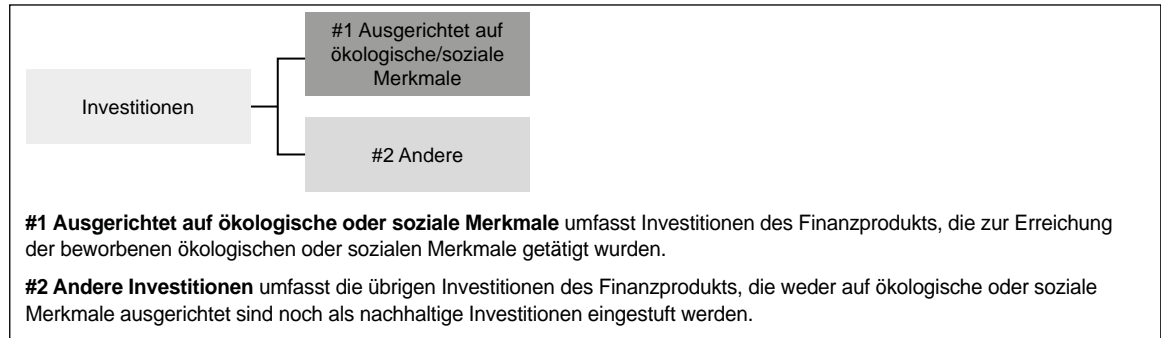 #1 Ausgerichtet auf
ökologische/soziale
Merkmale
Investitionen
#2 Andere
#1 Ausgerichtet auf ökologische oder soziale Merkmale umfasst Investitionen des Finanzprodukts, die zur Erreichung
der beworbenen ökologischen oder sozialen Merkmale getätigt wurden.
#2 Andere Investitionen umfasst die übrigen Investitionen des Finanzprodukts, die weder auf ökologische oder soziale
Merkmale ausgerichtet sind noch als nachhaltige Investitionen eingestuft werden.